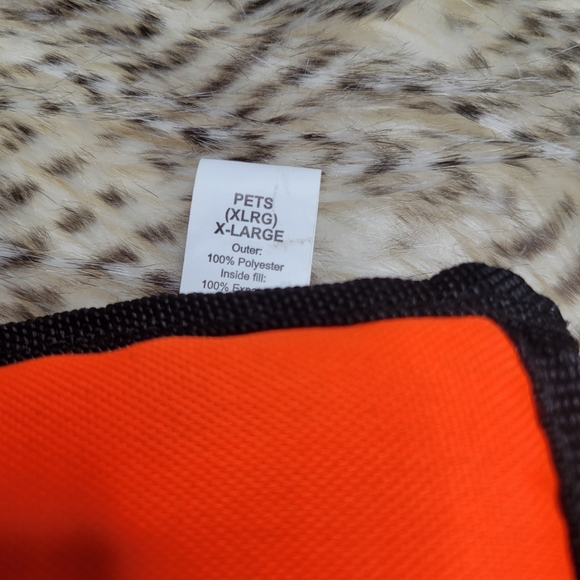 PETS
(XLRG)
X-LARGE
Outer:
100% Polyester
Inside fill:
100%